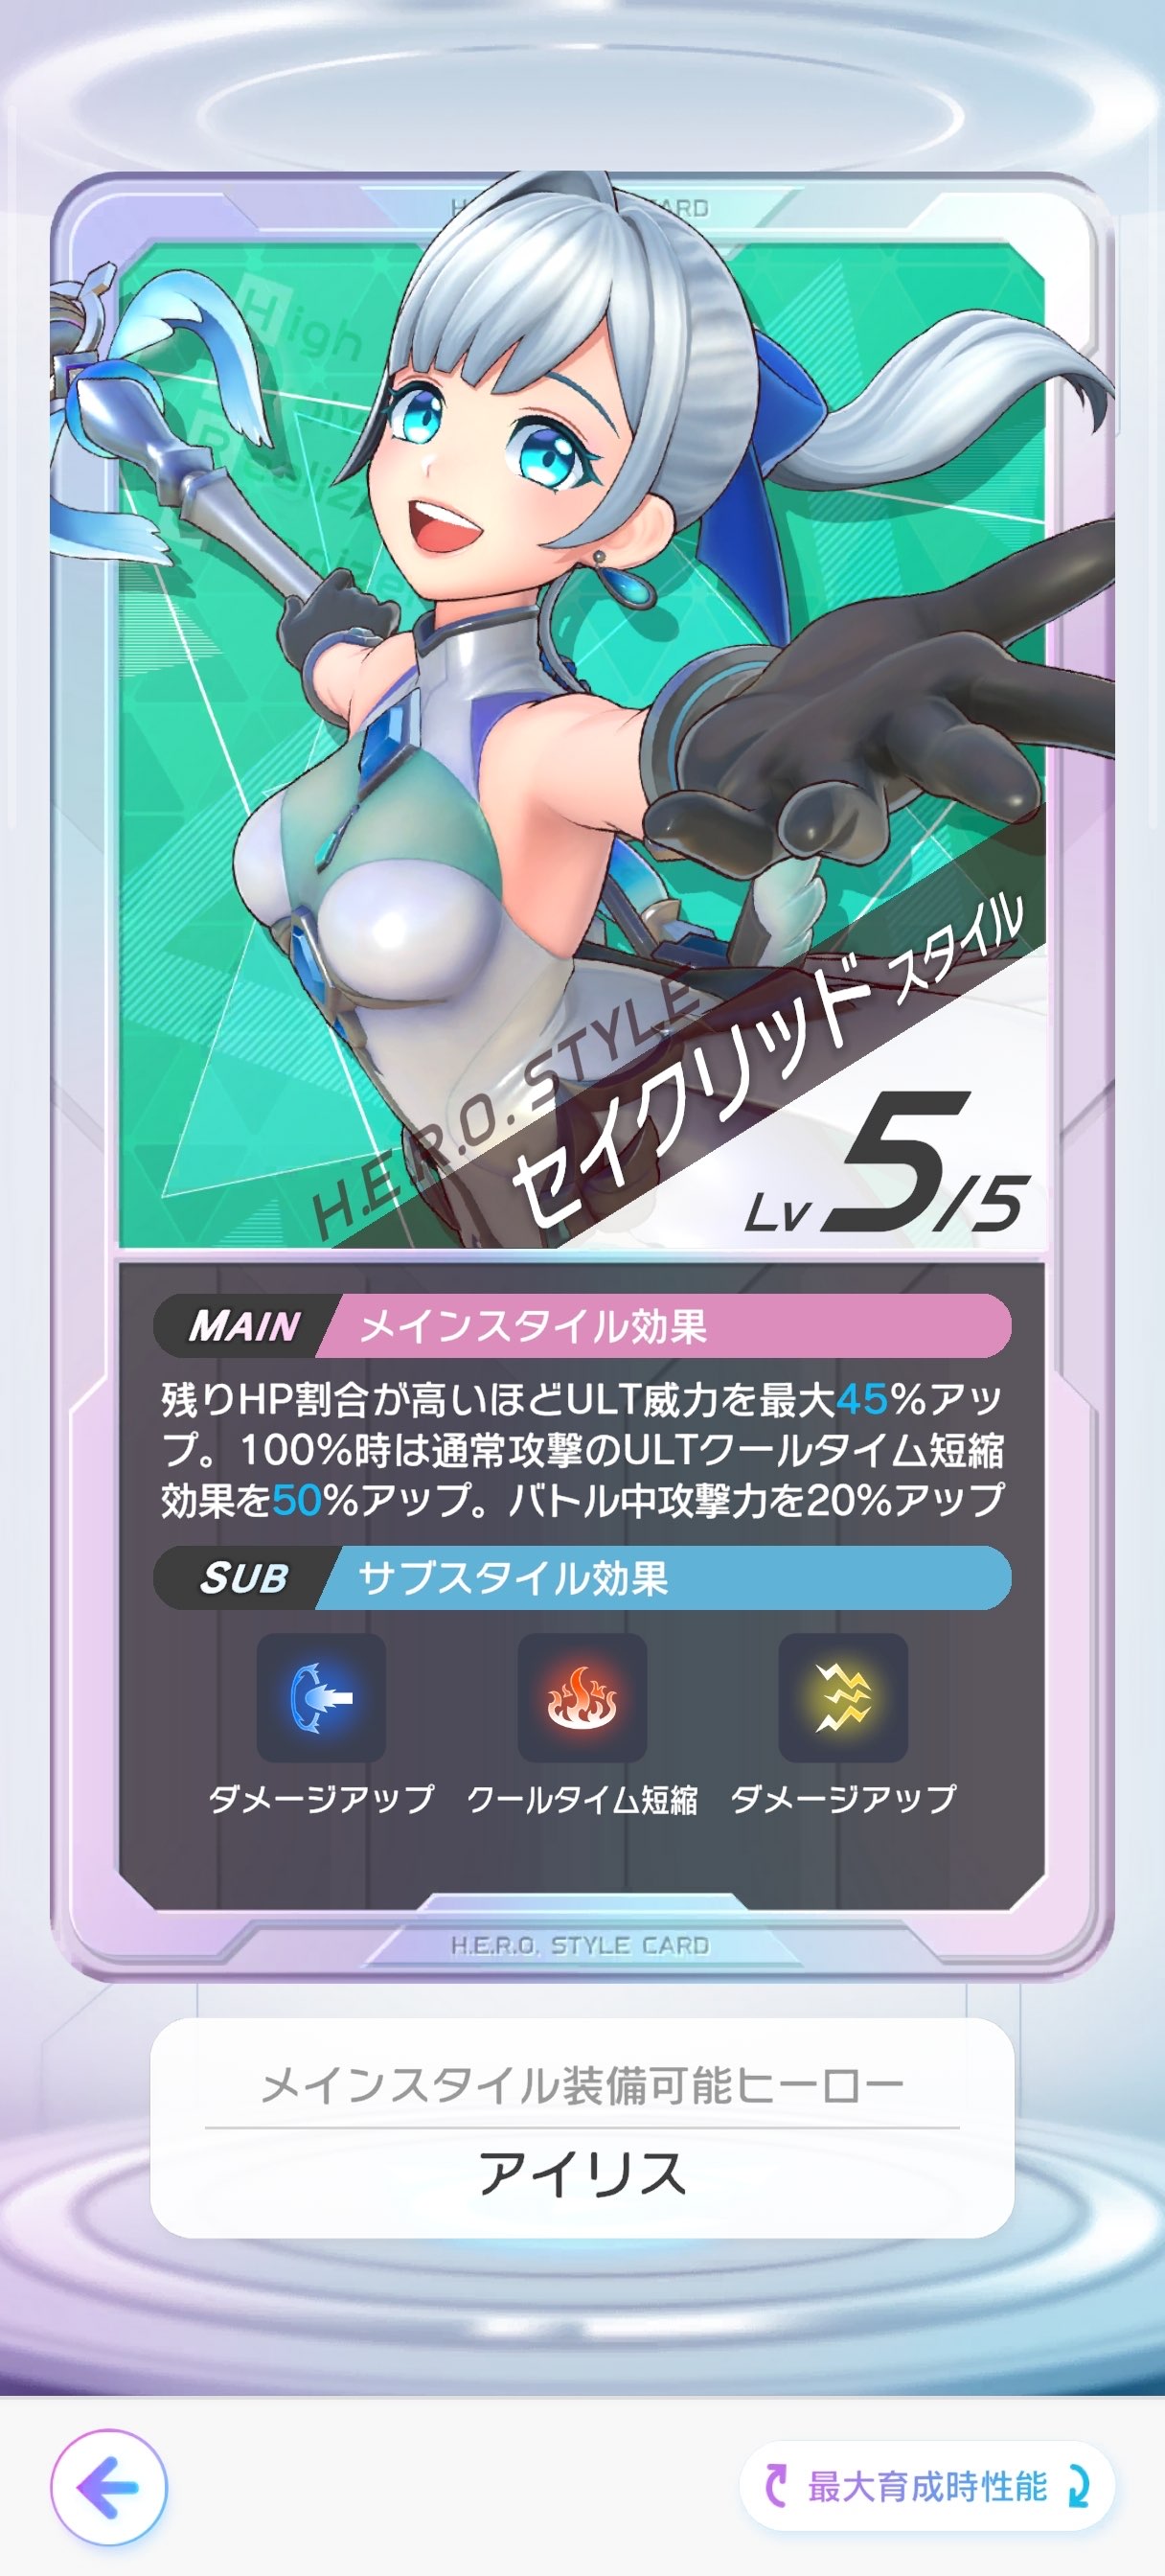 H ARD
High
Realiz
セイクリッド スタイル
H.E.R.O. STYLE
Lv 5/5
MAIN メインスタイル効果
残りHP割合が高いほどULT威力を最大45%アッ
プ。100%時は通常攻撃のULTクールタイム短縮
効果を50%アップ。バトル中攻撃力を20%アップ
SUB サブスタイル効果
ダメージアップ クールタイム短縮 ダメージアップ
H.E.R.O. STYLE CARD
メインスタイル装備可能ヒーロー
アイリス
最大育成時性能